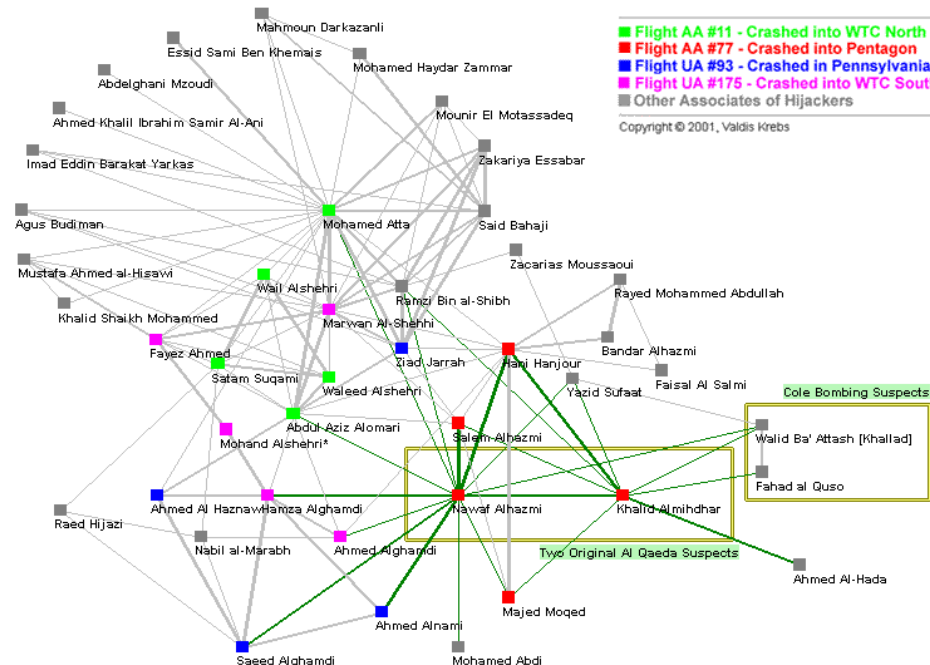 Mahmoun Darkazanli
Flight AA #11 - Crashed into WTC North
Flight AA #77 - Crashed into Pentagon
Flight UA #93 - Crashed in Pennsylvania
Flight UA #175 - Crashed into WTC Sout
Other Associates of Hijackers
Copyright © 2001, Valdis Krebs
Essid Sami Ben Khemais
Mohamed Haydar Zammar
Abdelghani Mzoudi
Mounir El Motassadeq
Ahmed Khalil Ibrahim Samir Al-Ani
Imad Eddin Barakat Yarkas
Zakariya Essabar
Agus Budiman
Mohamed Atta
Said Bahaji
Mustafa Ahmed al-Hisawi
Zacarias Moussaoui
Wail Alshehri
Ramzi Bin al-Shibh
Rayed Mohammed Abdullah
Khalid Shaikh Mohammed
Marwan Al-Shehhi
Fayez Ahmed
Ziad Jarrah
Hani Hanjour
Bandar Alhazmi
Satam Suqami
Waleed Alshehri
Yazid Sufaat
Faisal Al Salmi
Cole Bombing Suspects
Abdul Aziz Alomari
Mohand Alshehri*
Salem Alhazmi
Walid Ba' Attash [Khallad]
Fahad al Quso
Ahmed Al Haznawi
Hamza Alghamdi
Nawaf Alhazmi
Khalid Almihdhar
Raed Hijazi
Nabil al-Marabh
Ahmed Alghamdi
Two Original Al Qaeda Suspects
Ahmed Al-Hada
Majed Moqed
Ahmed Alnami
Saeed Alghamdi
Mohamed Abdi